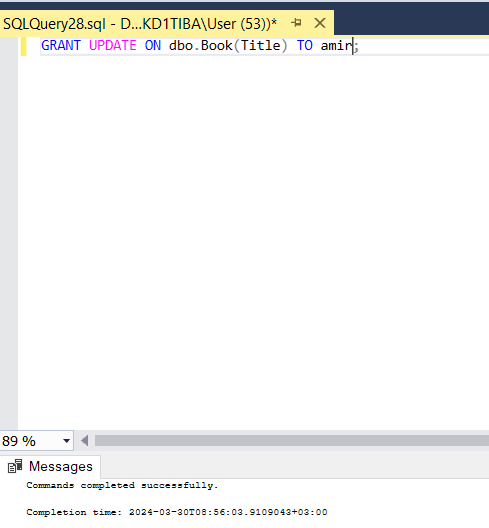 SQLQuery28.sql - D...KD1TIBA\User (53))*
GRANT UPDATE ON dbo.Book(Title) TO amir;
89 %
Messages
Commands completed successfully.
Completion time: 2024-03-30T08:56:03.9109043+03:00